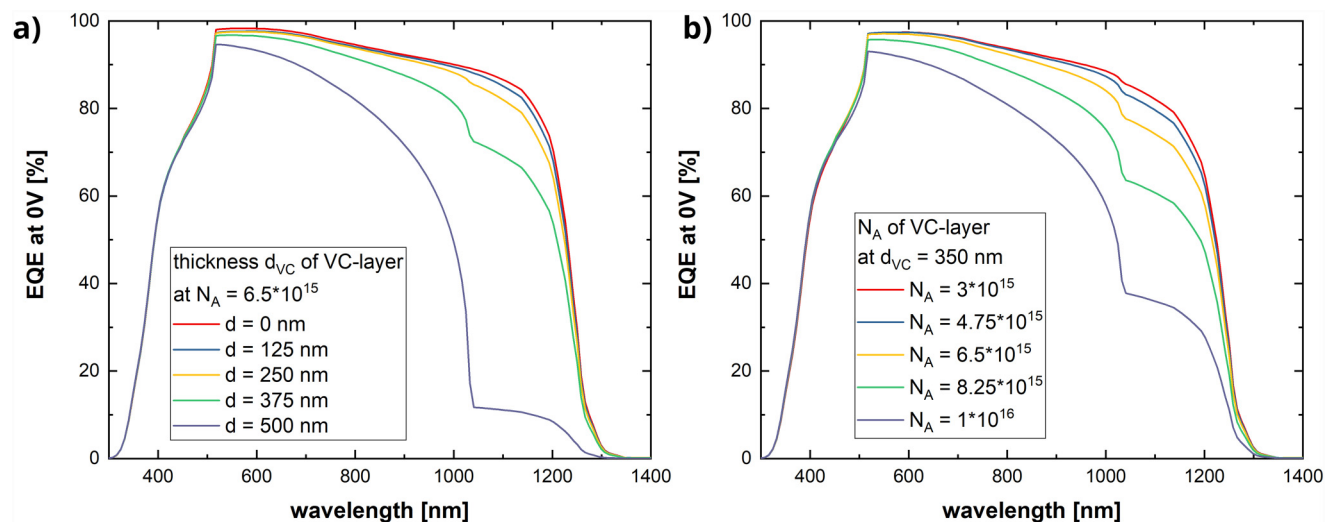 a)
EQE at 0V [%]
100
80
60
40
20
0
thickness d_VC of VC-layer
at N_A = 6.5*10^15
d = 0 nm
d = 125 nm
d = 250 nm
d = 375 nm
d = 500 nm
400 600 800 1000 1200 1400
wavelength [nm]
b)
EQE at 0V [%]
100
80
60
40
20
0
N_A of VC-layer
at d_VC = 350 nm
N_A = 3*10^15
N_A = 4.75*10^15
N_A = 6.5*10^15
N_A = 8.25*10^15
N_A = 1*10^16
400 600 800 1000 1200 1400
wavelength [nm]